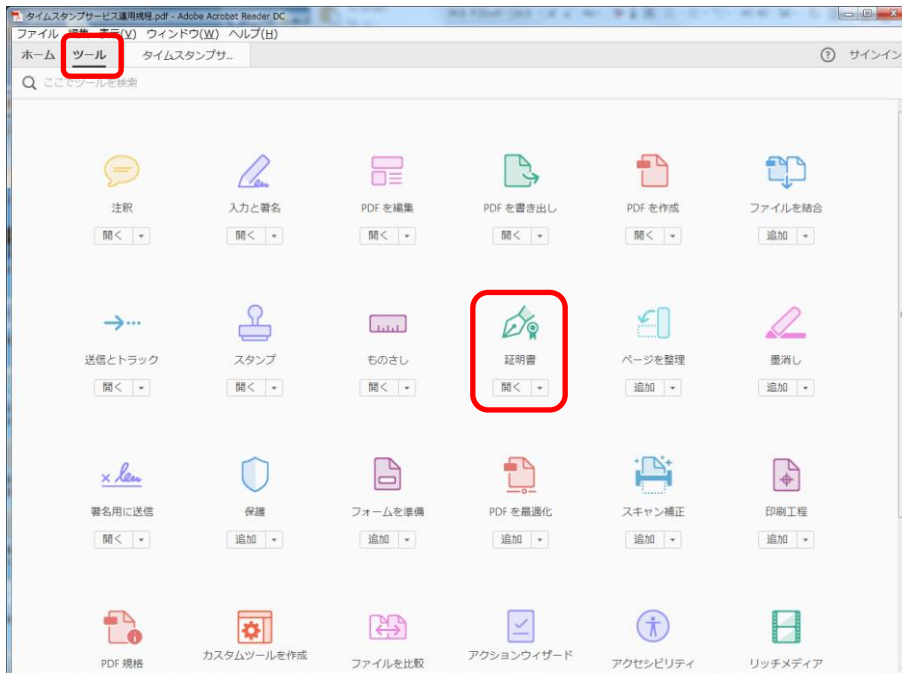 タイムスタンプサービス運用規程.pdf - Adobe Acrobat Reader DC
ファイル 編集 表示(V) ウィンドウ(W) ヘルプ(H)
ホーム ツール タイムスタンプサ... サインイン
ここでツールを検索
注釈 入力と署名 PDF を編集 PDF を書き出し PDF を作成 ファイルを結合
開く 開く 開く 開く 開く 追加
送信とトラック スタンプ ものさし 証明書 ページを整理 墨消し
開く 開く 開く 開く 追加 追加
署名用に送信 保護 フォームを準備 PDF を最適化 スキャン補正 印刷工程
開く 追加 追加 追加 追加 追加
PDF 規格 カスタムツールを作成 ファイルを比較 アクションウィザード アクセシビリティ リッチメディア